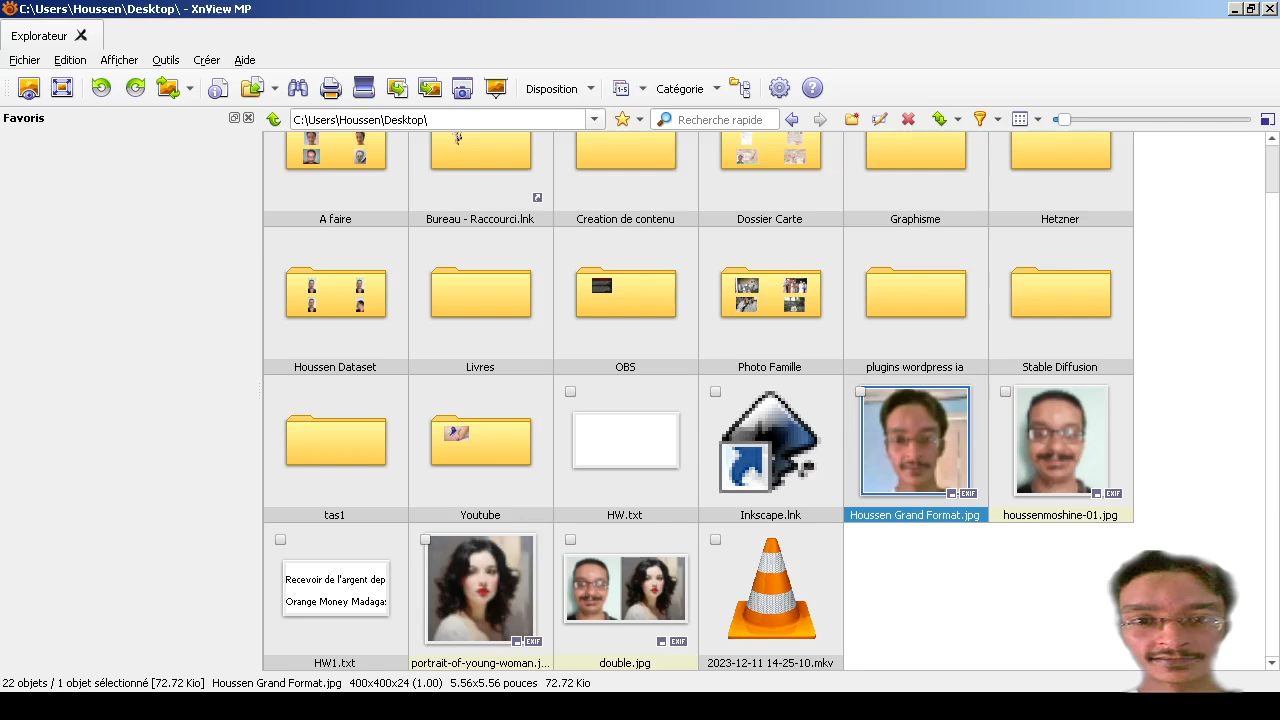 C:\Users\Houssen\Desktop\ - XnView MP
Explorateur
Fichier Edition Afficher Outils Créer Aide
Disposition Catégorie
Favoris
C:\Users\Houssen\Desktop\ Recherche rapide
A faire Bureau - Raccourci.lnk Creation de contenu Dossier Carte Graphisme Hetzner
Houssen Dataset Livres OBS Photo Famille plugins wordpress ia Stable Diffusion
EXIF EXIF
tas1 Youtube HW.txt Inkscape.lnk Houssen Grand Format.jpg houssenmoshine-01.jpg
Recevoir de l'argent dep
Orange Money Madaga
EXIF EXIF
HW1.txt portrait-of-young-woman.j... double.jpg 2023-12-11 14-25-10.mkv
22 objets / 1 objet sélectionné [72.72 Kio] Houssen Grand Format.jpg 400x400x24 (1.00) 5.56x5.56 pouces 72.72 Kio